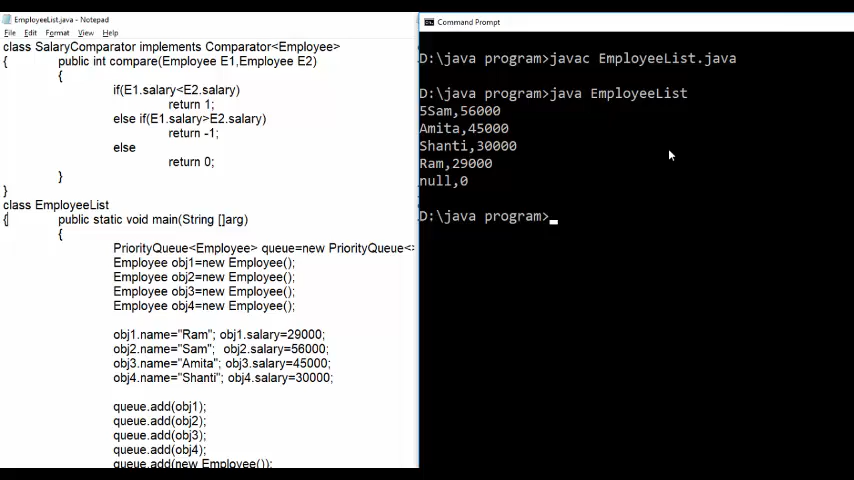 EmployeeList.java - Notepad
File Edit Format View Help
class SalaryComparator implements Comparator<Employee>
{ public int compare(Employee E1,Employee E2)
{
if(E1.salary<E2.salary)
return 1;
else if(E1.salary>E2.salary)
return -1;
else
return 0;
}
}
class EmployeeList
{ public static void main(String []arg)
{
PriorityQueue<Employee> queue=new PriorityQueue<
Employee obj1=new Employee();
Employee obj2=new Employee();
Employee obj3=new Employee();
Employee obj4=new Employee();
obj1.name="Ram"; obj1.salary=29000;
obj2.name="Sam"; obj2.salary=56000;
obj3.name="Amita"; obj3.salary=45000;
obj4.name="Shanti"; obj4.salary=30000;
queue.add(obj1);
queue.add(obj2);
queue.add(obj3);
queue.add(obj4);
queue.add(new Employee());
Command Prompt
D:\java program>javac EmployeeList.java
D:\java program>java EmployeeList
5Sam,56000
Amita,45000
Shanti,30000
Ram,29000
null,0
D:\java program>